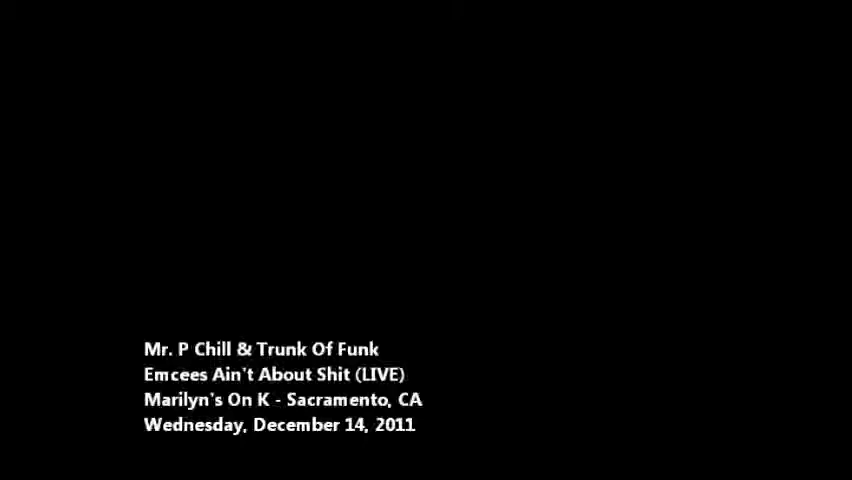 Mr. P Chill & Trunk Of Funk
Emcees Ain't About Shit (LIVE)
Marilyn's On K - Sacramento, CA
Wednesday, December 14, 2011